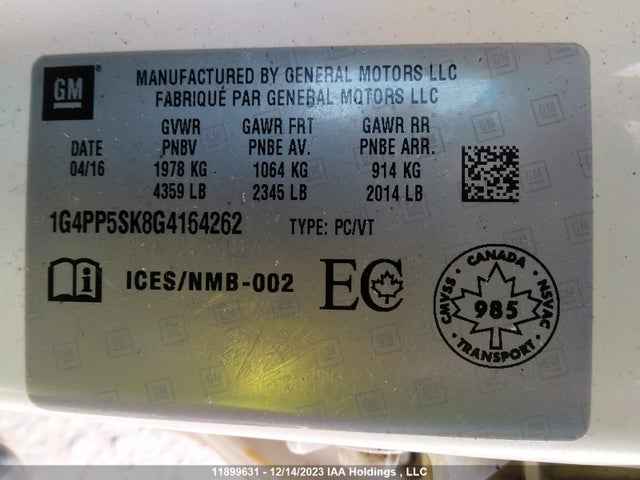 GM®
MANUFACTURED BY GENERAL MOTORS LLC
FABRIQUÉ PAR GENERAL MOTORS LLC
DATE
04/16
GVWR
PNBV
1978 KG
4359 LB
GAWR FRT
PNBE AV.
1064 KG
2345 LB
GAWR RR
PNBE ARR.
914 KG
2014 LB
1G4PP5SK8G4164262 TYPE: PC/VT
i ICES/NMB-002 EC
CMVSS · CANADA · NSVAC
985
· TRANSPORT ·
11899631 - 12/14/2023 IAA Holdings , LLC